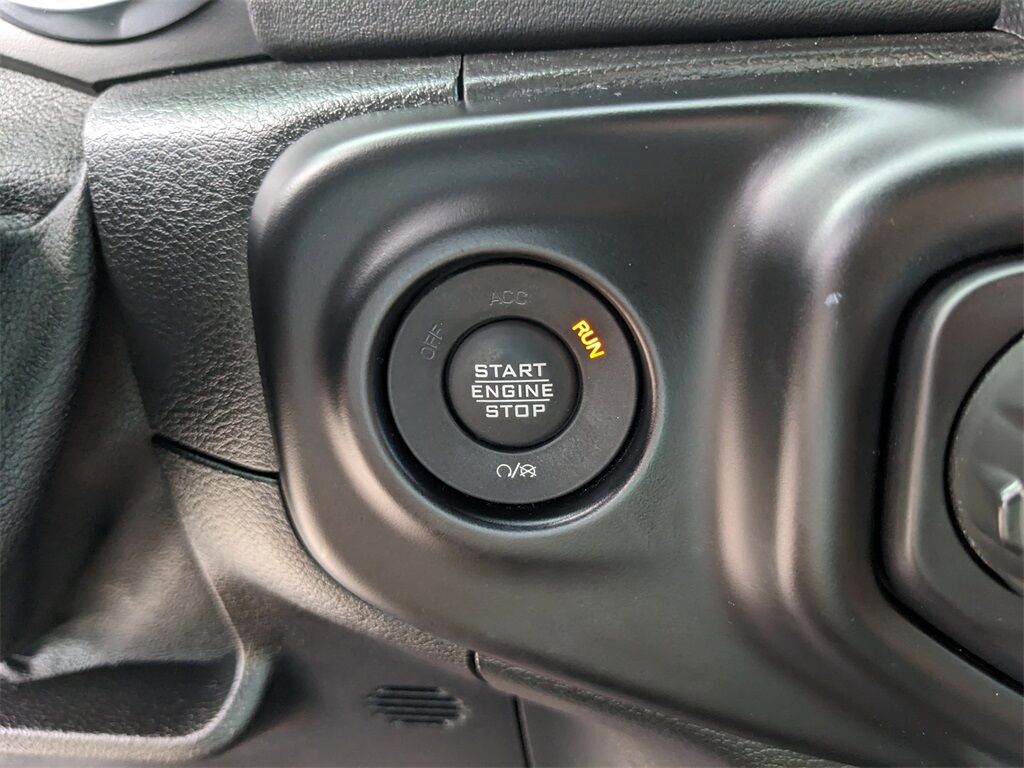 ACC
OFF
RUN
START
ENGINE
STOP